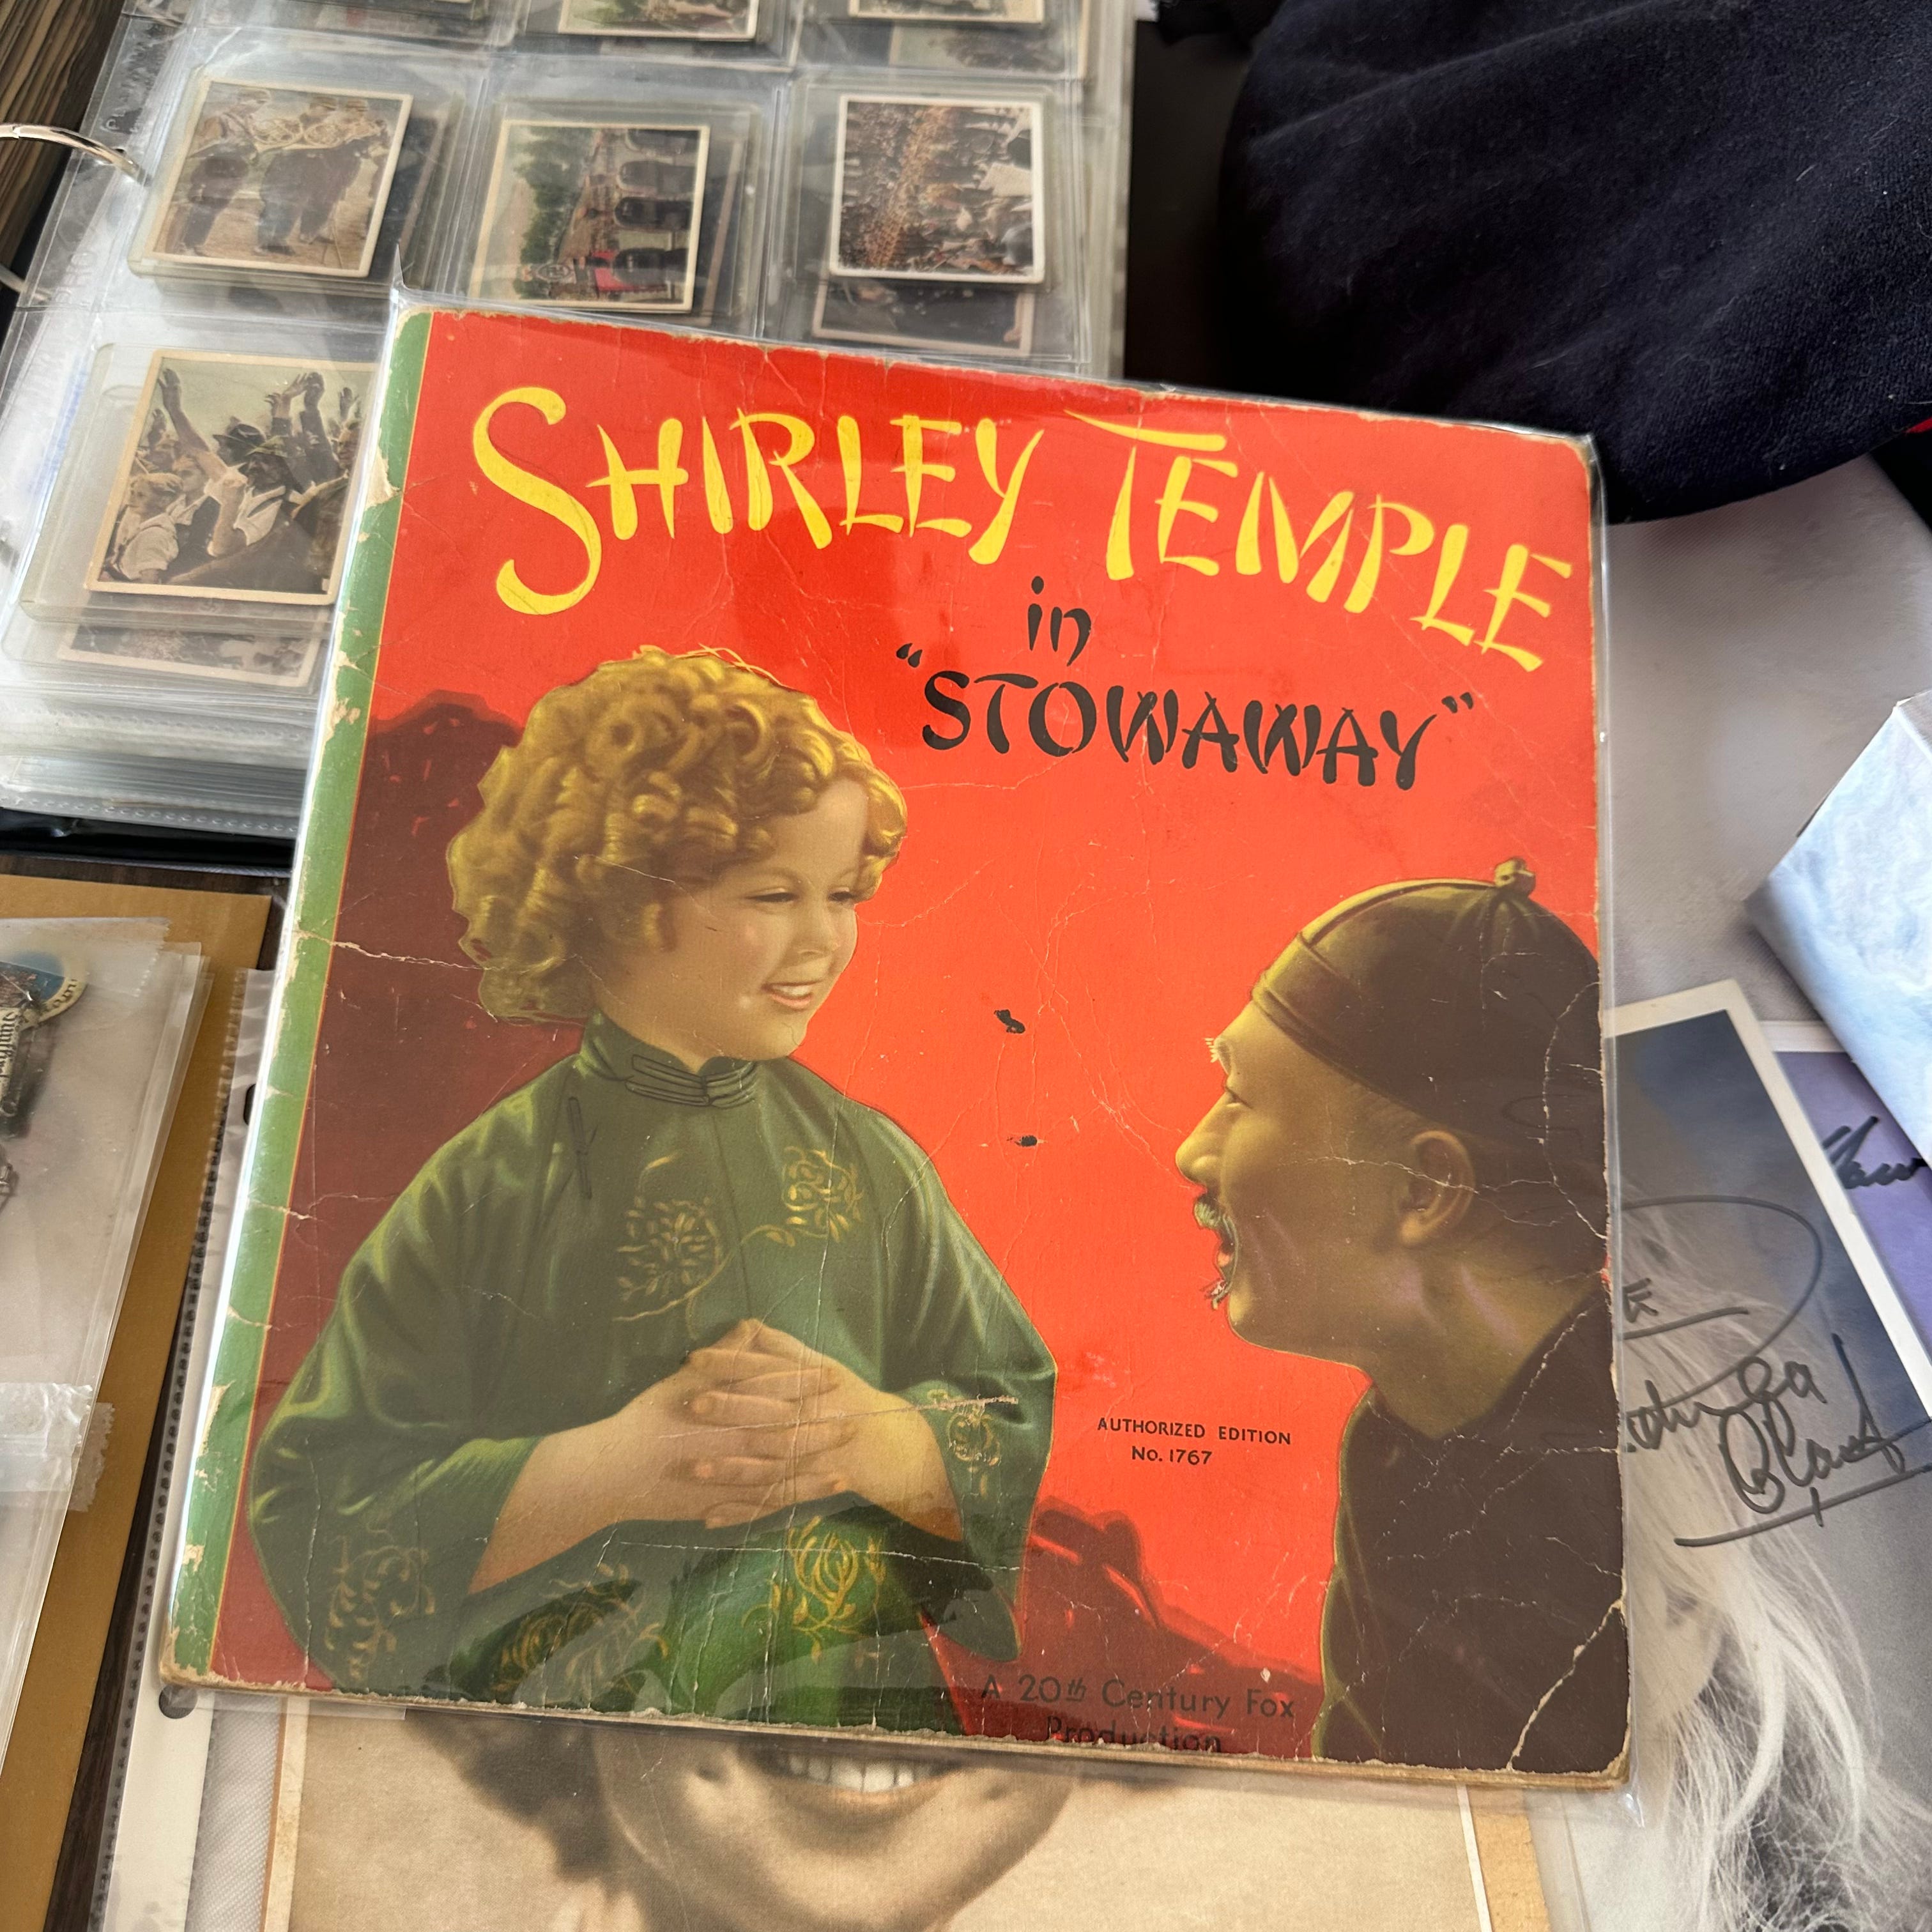 SHIRLEY TEMPLE
in
"STOWAWAY"
AUTHORIZED EDITION
No. 1767
A 20th Century Fox
Production